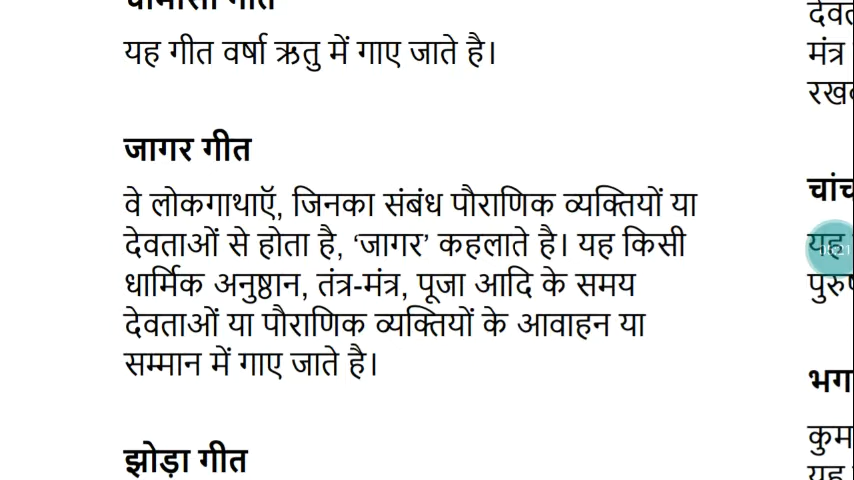 चौमासा गीत
यह गीत वर्षा ऋतु में गाए जाते है।
जागर गीत
वे लोकगाथाऍ, जिनका संबंध पौराणिक व्यक्तियों या
देवताओं से होता है, ‘जागर’ कहलाते है। यह किसी
धार्मिक अनुष्ठान, तंत्र-मंत्र, पूजा आदि के समय
देवताओं या पौराणिक व्यक्तियों के आवाहन या
सम्मान में गाए जाते है।
झोड़ा गीत
मंत्र
यह